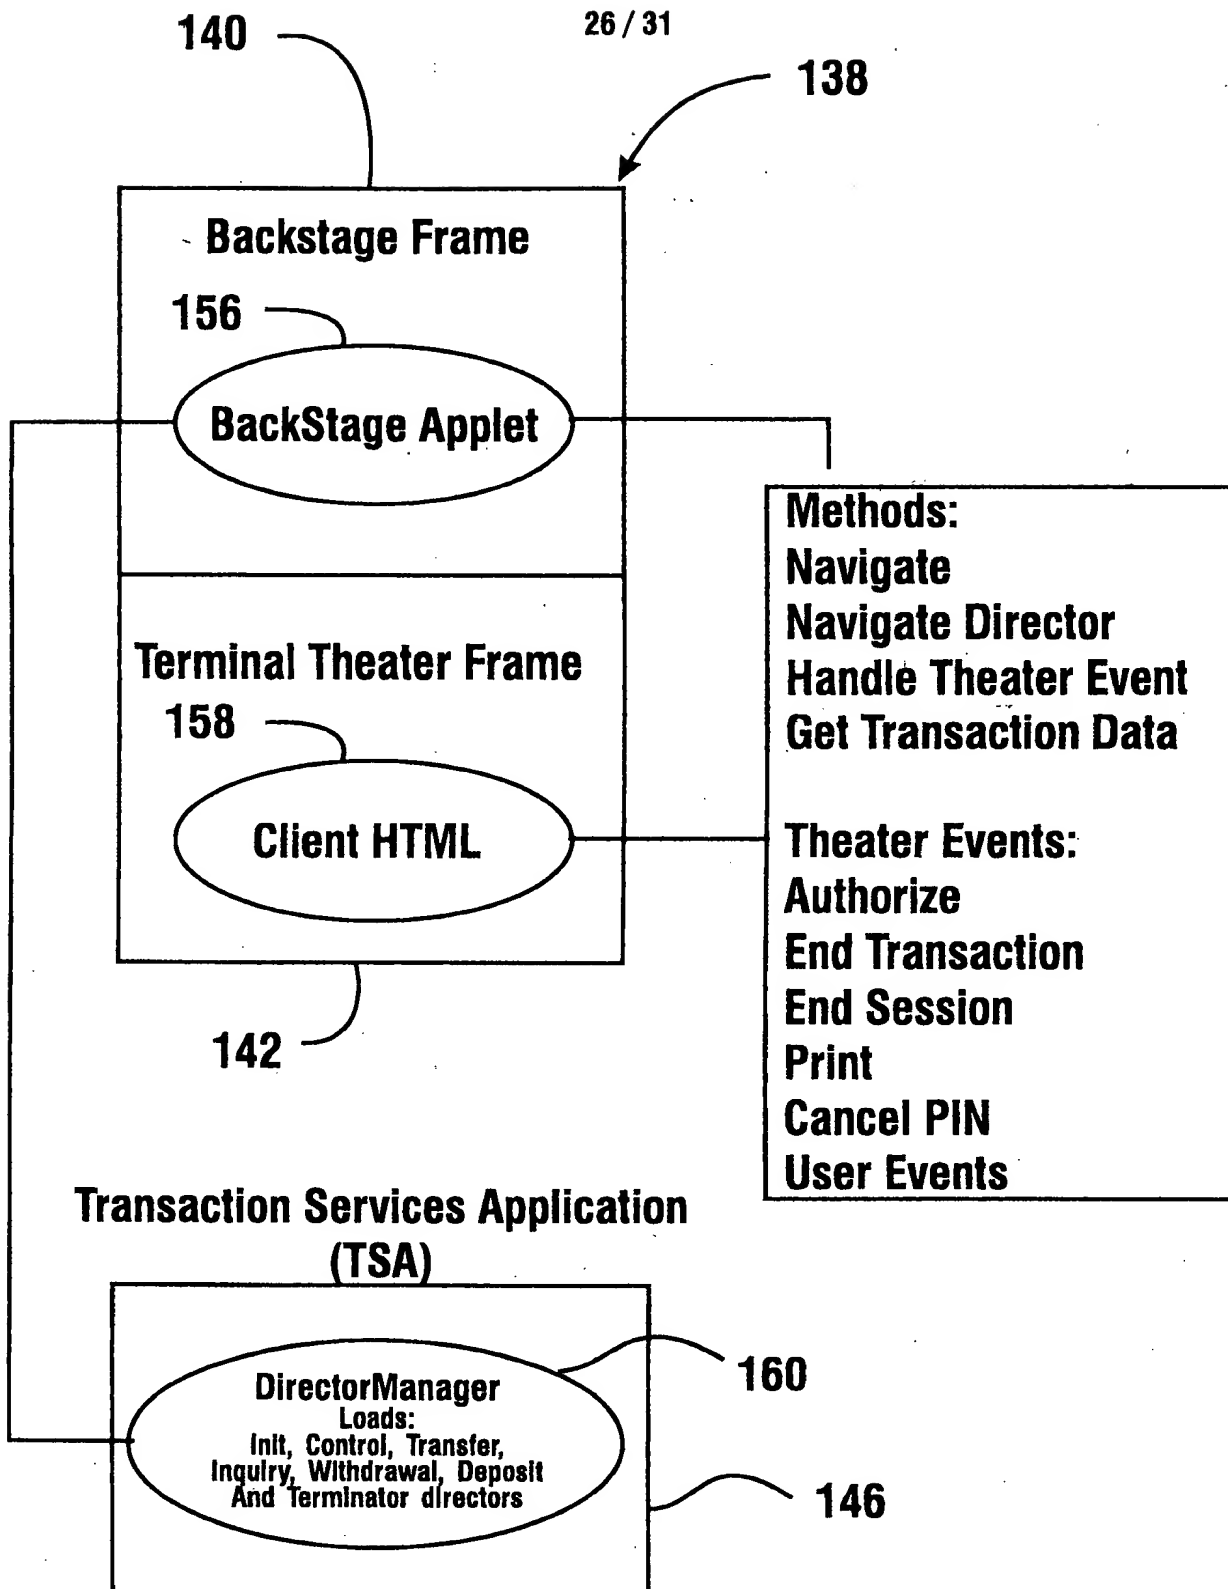 26 / 31
140
138
Backstage Frame
156
BackStage Applet
Methods:
Navigate
Navigate Director
Handle Theater Event
Get Transaction Data
Terminal Theater Frame
158
Client HTML
Theater Events:
Authorize
End Transaction
End Session
Print
Cancel PIN
User Events
142
Transaction Services Application
(TSA)
160
DirectorManager
Loads:
Init, Control, Transfer,
Inquiry, Withdrawal, Deposit
And Terminator directors
146